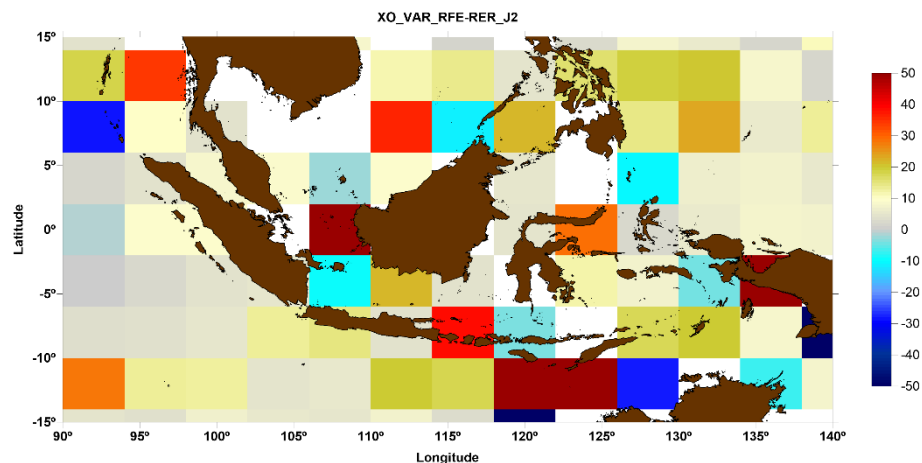 XO_VAR_RFE-RER_J2
15º
10º
5º
0º
-5º
-10º
-15º
Latitude
90º 95º 100º 105º 110º 115º 120º 125º 130º 135º 140º
Longitude
50
40
30
20
10
0
-10
-20
-30
-40
-50